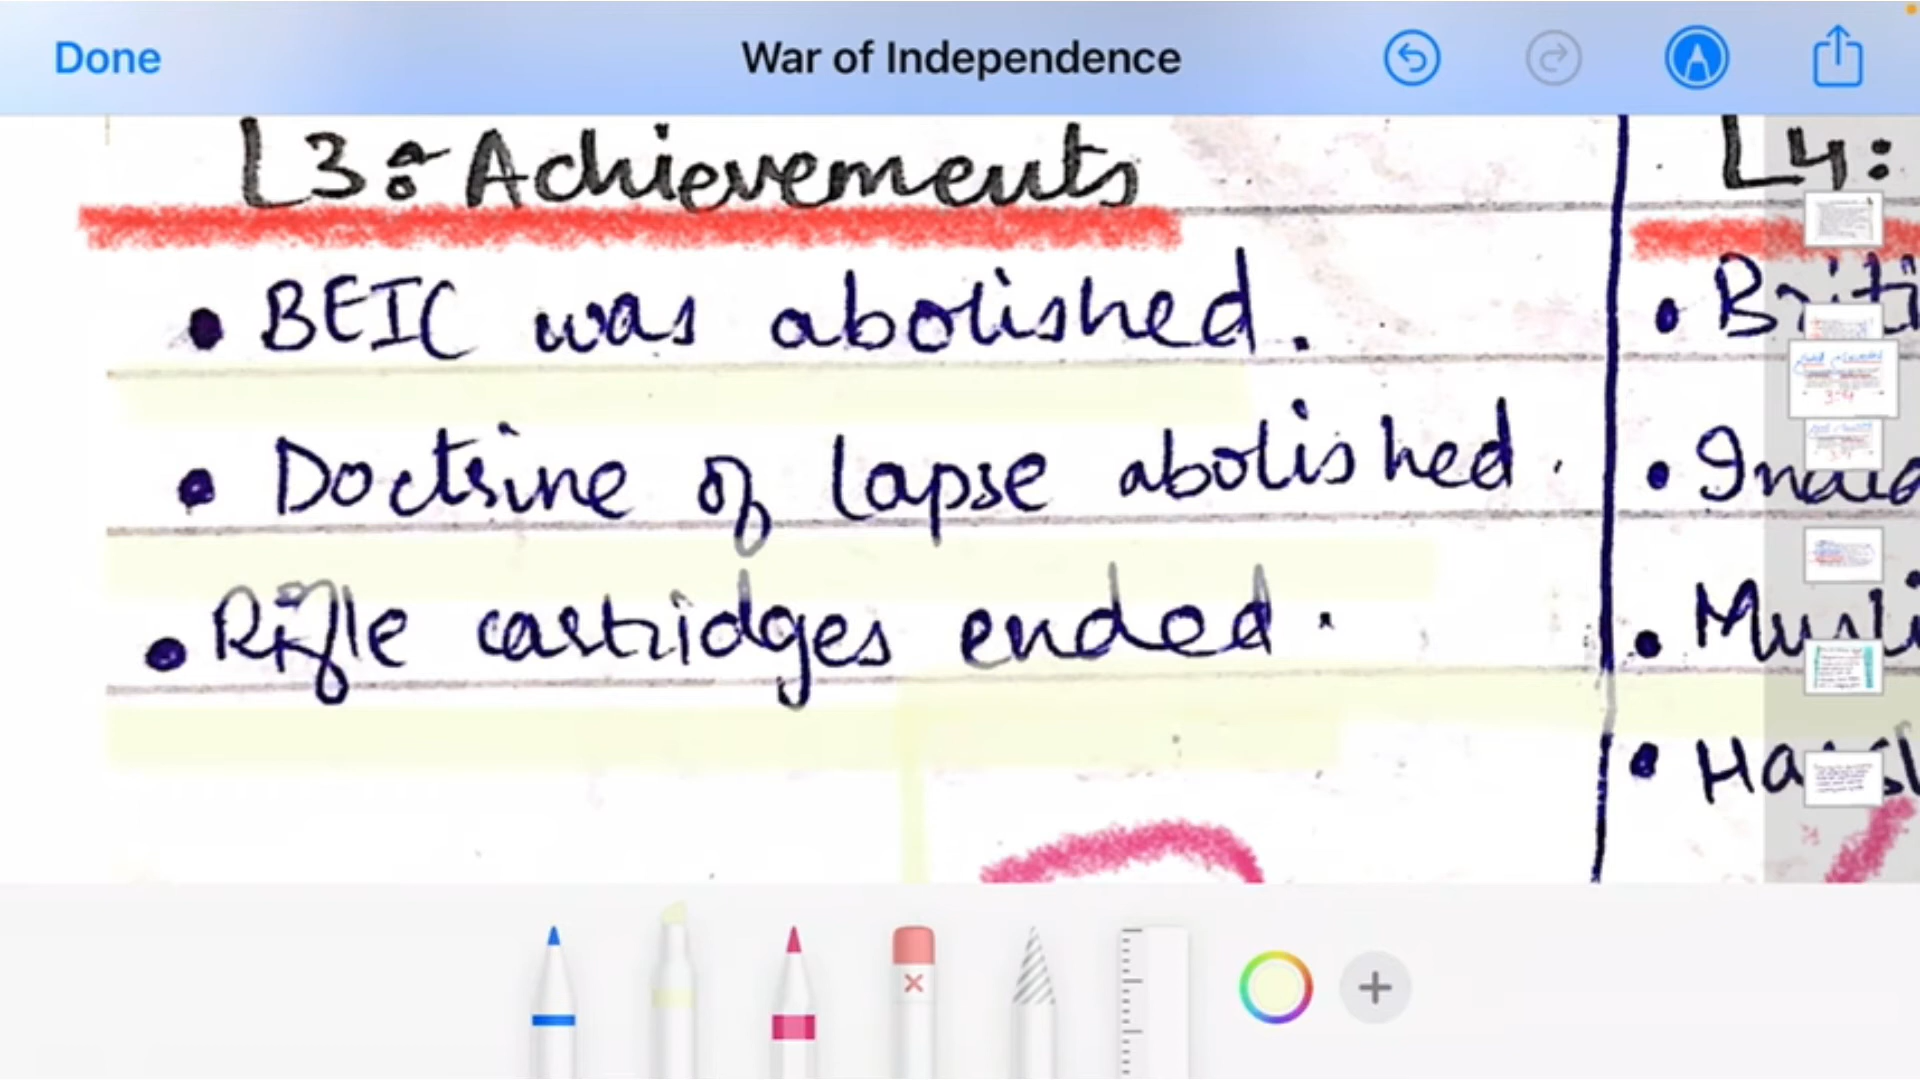 Done
War of Independence
L3: Achievements
• BEIC was abolished.
• Doctrine of lapse abolished.
• Rifle cartridges ended.
L4: